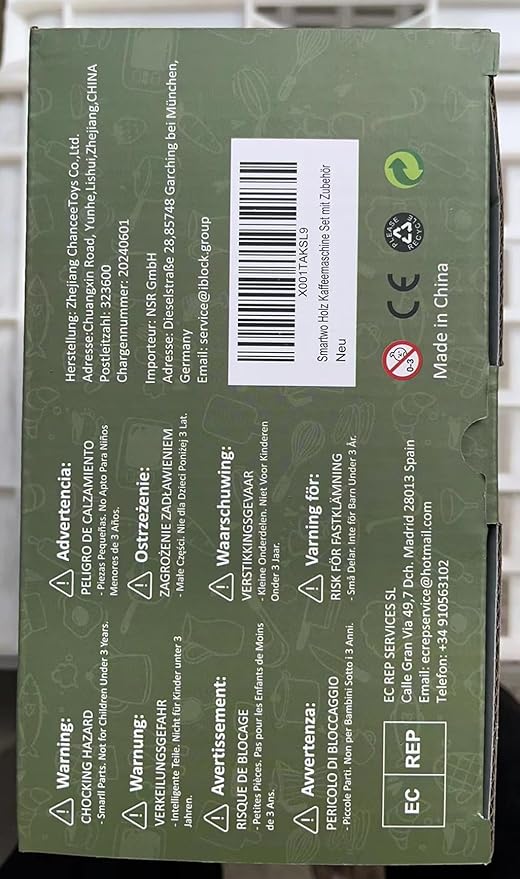 Warning:
CHOCKING HAZARD
- Smarll Parts. Not for Children Under 3 Years.
Warnung:
VERKEILUNGSGEFAHR
- Intelligente Teile. Nicht für Kinder unter 3
Jahren.
Avertissement:
RISQUE DE BLOCAGE
- Petites Pièces. Pas pour les Enfants de Moins
de 3 Ans.
Avvertenza:
PERICOLO DI BLOCCAGGIO
- Piccole Parti. Non per Bambini Sotto i 3 Anni.
Advertencia:
PELIGRO DE CALZAMIENTO
- Piezas Pequeñas. No Apto Para Niños
Menores de 3 Años.
Ostrzeżenie:
ZAGROŻENIE ZADŁAWIENIEM
- Małe Części. Nie dla Dzieci Poniżej 3 Lat.
Waarschuwing:
VERSTIKKINGSGEVAAR
- Kleine Onderdelen. Niet Voor Kinderen
Onder 3 Jaar.
Varning för:
RISK FÖR FASTKLÄMNING
- Små Delar. Inte för Barn Under 3 År.
Herstellung: Zhejiang ChanceeToys Co.,Ltd.
Adresse:Chuangxin Road, Yunhe,Lishui,Zhejiang,CHINA
Postleitzahl: 323600
Chargennummer: 20240601
Importeur: NSR GmbH
Adresse: Dieselstraße 28,85748 Garching bei München,
Germany
Email: service@iblock.group
X001TAKSL9
Smartwo Holz Kaffeemaschine Set mit Zubehör
Neu
0-3
CE
PLEASE
RECYCLE
Made in China
EC REP
EC REP SERVICES SL
Calle Gran Via 49,7 Dch. Madrid 28013 Spain
Email: ecrepservice@hotmail.com
Telefon: +34 910563102